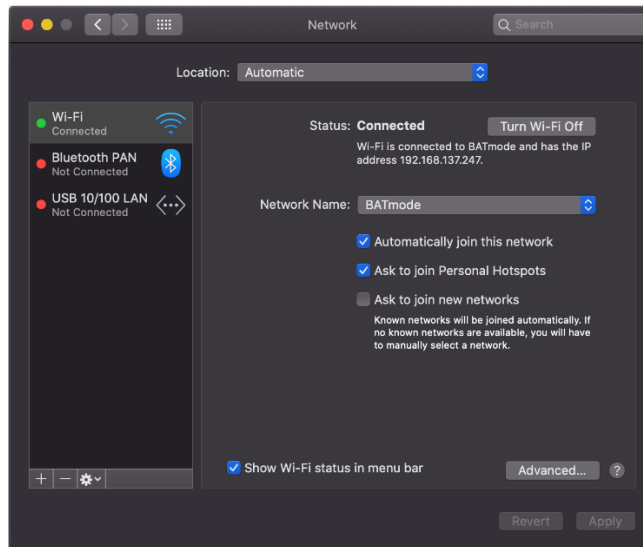 Network
Search
Location: Automatic
Wi-Fi
Connected
Bluetooth PAN
Not Connected
USB 10/100 LAN
Not Connected
Status: Connected
Turn Wi-Fi Off
Wi-Fi is connected to BATmode and has the IP
address 192.168.137.247.
Network Name: BATmode
Automatically join this network
Ask to join Personal Hotspots
Ask to join new networks
Known networks will be joined automatically. If
no known networks are available, you will have
to manually select a network.
Show Wi-Fi status in menu bar
Advanced... ?
Revert Apply